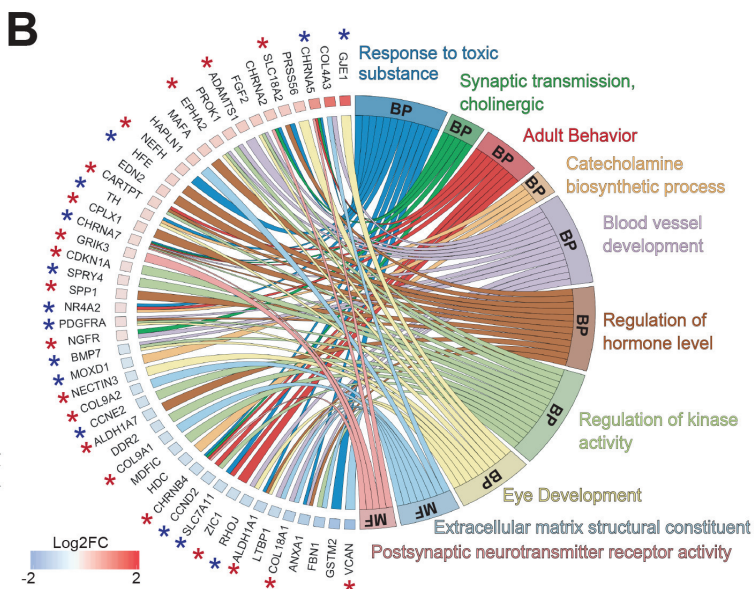 B
GJE1
COL4A3
CHRNA5
PRSS56
SLC18A2
CHRNA2
FGF2
ADAMTS1
PROK1
EPHA2
MAFA
HAPLN1
NEFH
HFE
EDN2
CARTPT
TH
CPLX1
CHRNA7
GRIK3
CDKN1A
SPRY4
SPP1
NR4A2
PDGFRA
NGFR
BMP7
MOXD1
NECTIN3
COL9A2
CCNE2
ALDH1A7
DDR2
COL9A1
MDFIC
HDC
CHRNB4
CCND2
SLC7A11
ZIC1
RHOJ
ALDH1A1
LTBP1
COL18A1
ANXA1
FBN1
GSTM2
VCAN
Response to toxic
substance
BP
Synaptic transmission,
cholinergic
BP
Adult Behavior
BP
Catecholamine
biosynthetic process
BP
Blood vessel
development
BP
Regulation of
hormone level
BP
Regulation of kinase
activity
BP
Eye Development
BP
Extracellular matrix structural constituent
MF
Postsynaptic neurotransmitter receptor activity
MF
Log2FC
-2 2